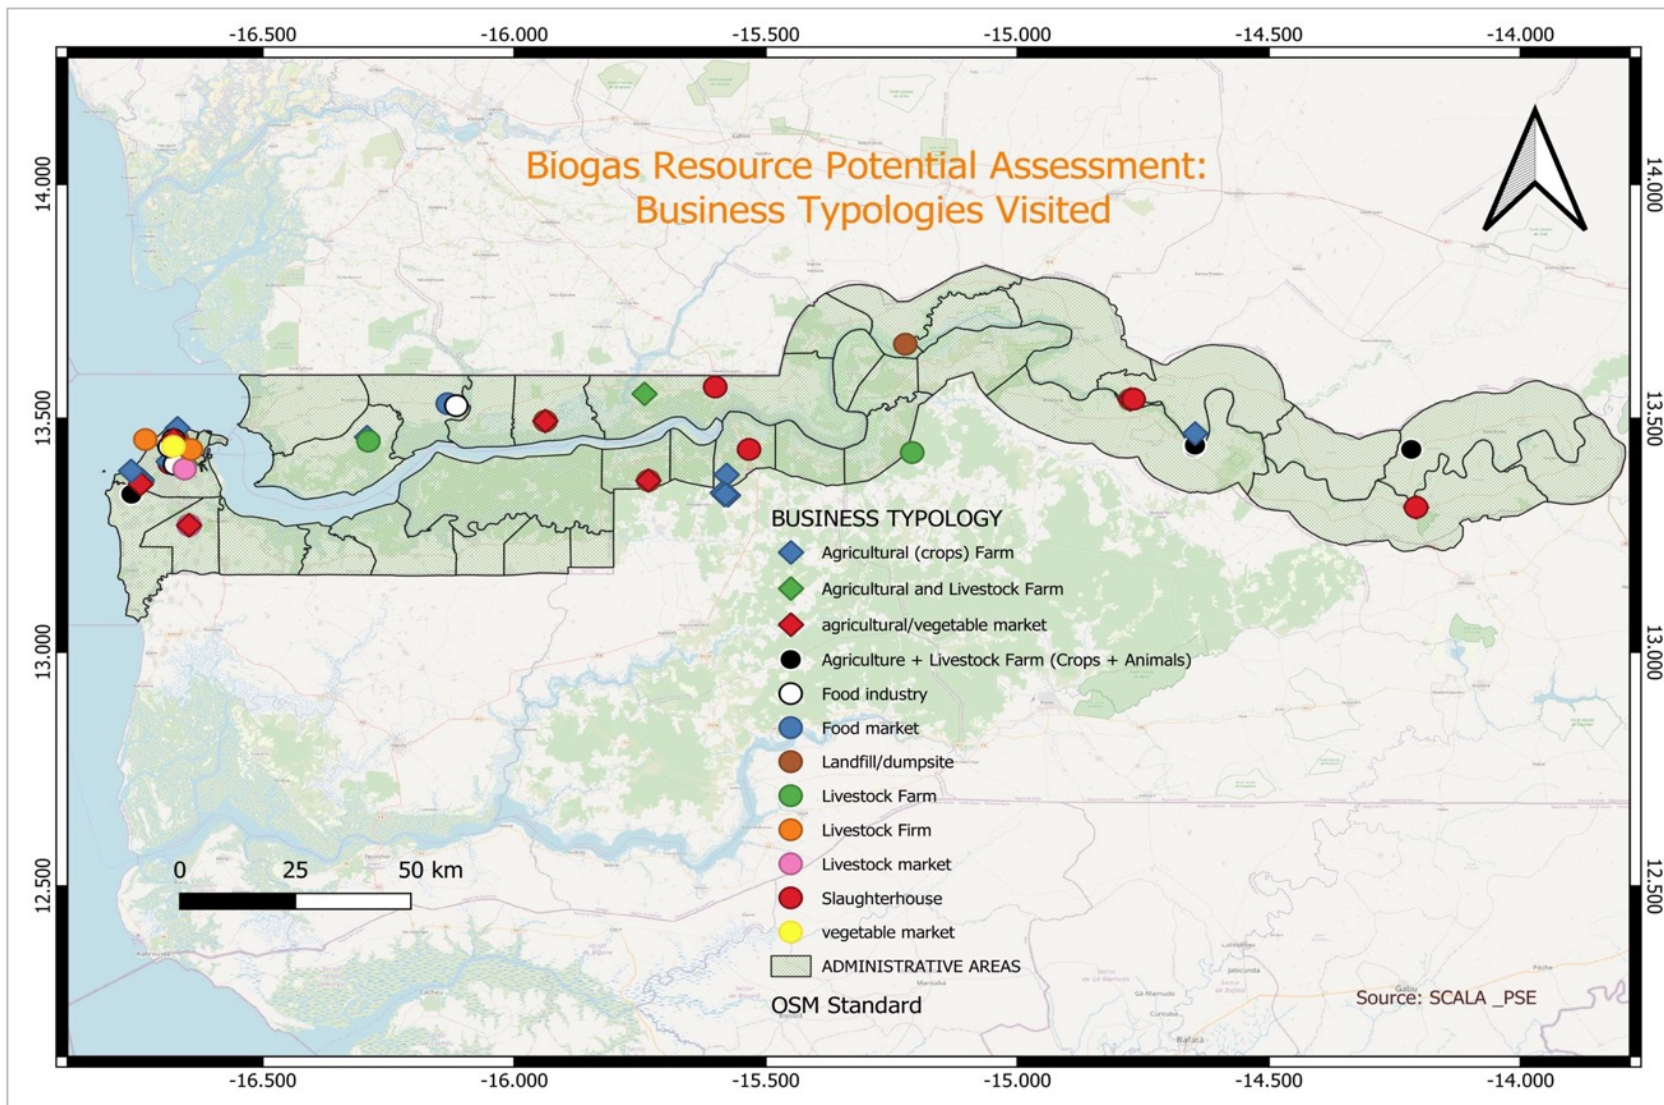 -16.500 -16.000 -15.500 -15.000 -14.500 -14.000
Biogas Resource Potential Assessment:
Business Typologies Visited
14.000
13.500
13.000
12.500
14.000
13.500
13.000
12.500
BUSINESS TYPOLOGY
Agricultural (crops) Farm
Agricultural and Livestock Farm
agricultural/vegetable market
Agriculture + Livestock Farm (Crops + Animals)
Food industry
Food market
Landfill/dumpsite
Livestock Farm
Livestock Firm
Livestock market
Slaughterhouse
vegetable market
ADMINISTRATIVE AREAS
OSM Standard
0 25 50 km
Gabu
Bafatá
Source: SCALA _PSE
-16.500 -16.000 -15.500 -15.000 -14.500 -14.000